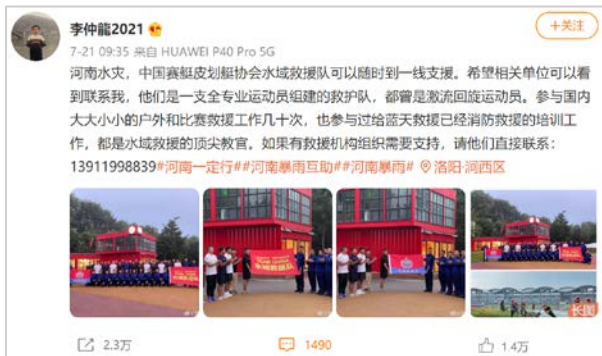 李仲龍2021
+关注
7-21 09:35 来自 HUAWEI P40 Pro 5G
河南水灾，中国赛艇皮划艇协会水域救援队可以随时到一线支援。希望相关单位可以看
到联系我，他们是一支全专业运动员组建的救护队，都曾是激流回旋运动员。参与国内
大大小小的户外和比赛救援工作几十次，也参与过给蓝天救援已经消防救援的培训工
作，都是水域救援的顶尖教官。如果有救援机构组织需要支持，请他们直接联系：
13911998839#河南一定行##河南暴雨互助##河南暴雨# 洛阳·涧西区
水域救援队
长图
2.3万
1490
1.4万